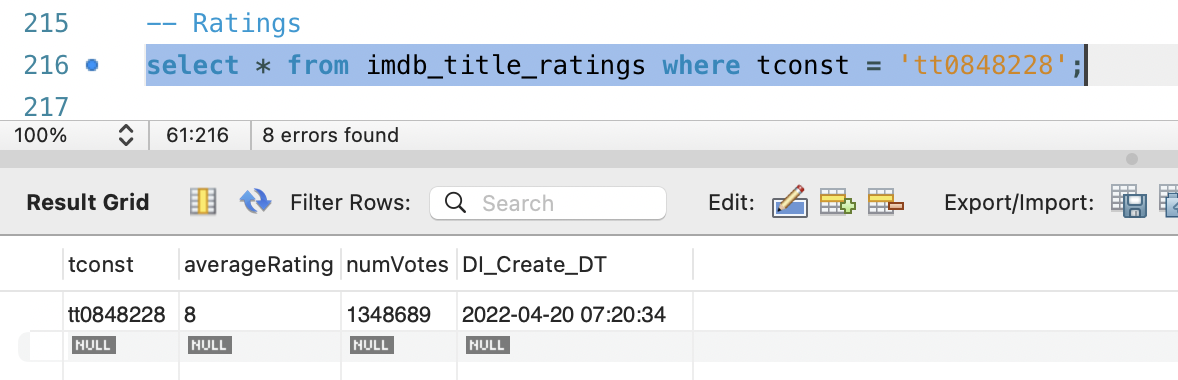 215 -- Ratings
216 select * from imdb_title_ratings where tconst = 'tt0848228';
217
100% 61:216 8 errors found
Result Grid Filter Rows: Search Edit: Export/Import:
tconst averageRating numVotes DI_Create_DT
tt0848228 8 1348689 2022-04-20 07:20:34
NULL NULL NULL NULL